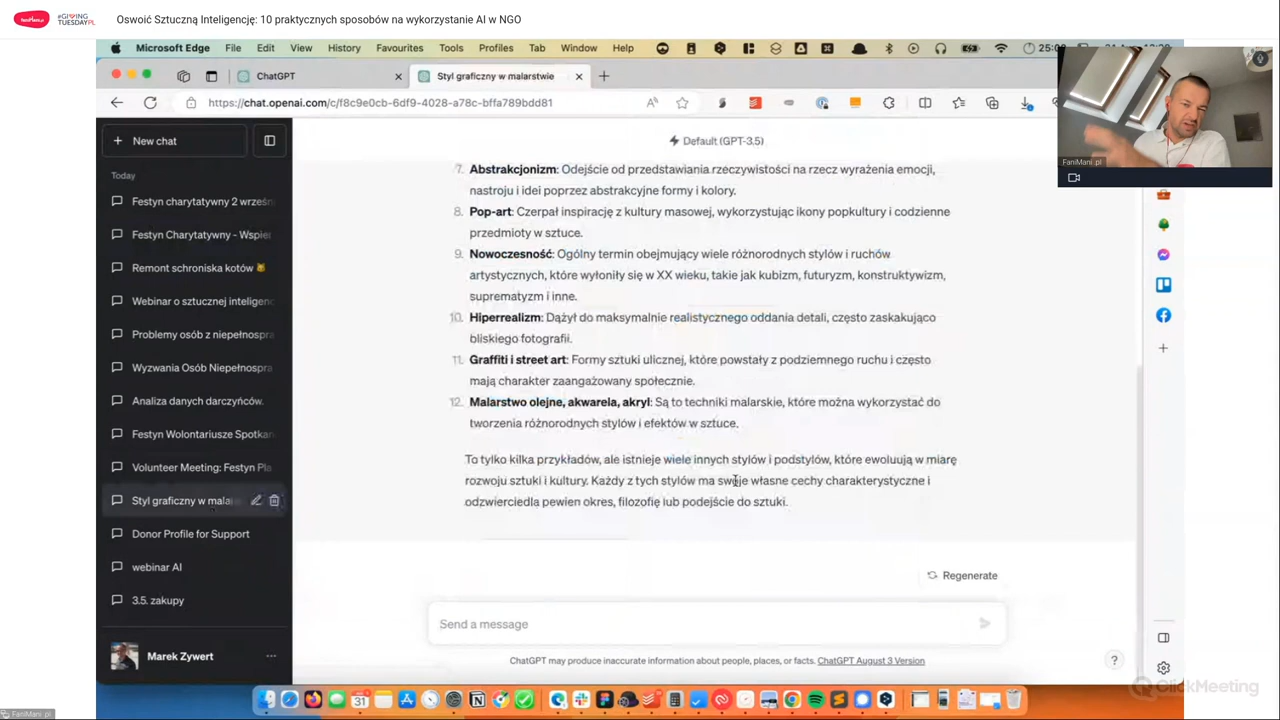 faniMani.pl
#GIVING
TUESDAYPL
Oswoić Sztuczną Inteligencję: 10 praktycznych sposobów na wykorzystanie AI w NGO
Microsoft Edge File Edit View History Favourites Tools Profiles Tab Window Help
25:0
ChatGPT
Styl graficzny w malarstwie
https://chat.openai.com/c/f8c9e0cb-6df9-4028-a78c-bffa789bdd81
FaniMani .pl
New chat
Default (GPT-3.5)
Today
Festyn charytatywny 2 wrześn
Festyn Charytatywny - Wspier
Remont schroniska kotów 🐱
Webinar o sztucznej inteligenc
Problemy osób z niepełnospra
Wyzwania Osób Niepełnospra
Analiza danych darczyńców.
Festyn Wolontariusze Spotkan
Volunteer Meeting: Festyn Pla
Styl graficzny w mala
Donor Profile for Support
webinar AI
3.5. zakupy
Marek Zywert
7. Abstrakcjonizm: Odejście od przedstawiania rzeczywistości na rzecz wyrażenia emocji,
nastroju i idei poprzez abstrakcyjne formy i kolory.
8. Pop-art: Czerpał inspirację z kultury masowej, wykorzystując ikony popkultury i codzienne
przedmioty w sztuce.
9. Nowoczesność: Ogólny termin obejmujący wiele różnorodnych stylów i ruchów
artystycznych, które wyłoniły się w XX wieku, takie jak kubizm, futuryzm, konstruktywizm,
suprematyzm i inne.
10. Hiperrealizm: Dążył do maksymalnie realistycznego oddania detali, często zaskakująco
bliskiego fotografii.
11. Graffiti i street art: Formy sztuki ulicznej, które powstały z podziemnego ruchu i często
mają charakter zaangażowany społecznie.
12. Malarstwo olejne, akwarela, akryl: Są to techniki malarskie, które można wykorzystać do
tworzenia różnorodnych stylów i efektów w sztuce.
To tylko kilka przykładów, ale istnieje wiele innych stylów i podstylów, które ewoluują w miarę
rozwoju sztuki i kultury. Każdy z tych stylów ma swoje własne cechy charakterystyczne i
odzwierciedla pewien okres, filozofię lub podejście do sztuki.
Regenerate
Send a message
ChatGPT may produce inaccurate information about people, places, or facts. ChatGPT August 3 Version
?
ClickMeeting
FaniMani .pl